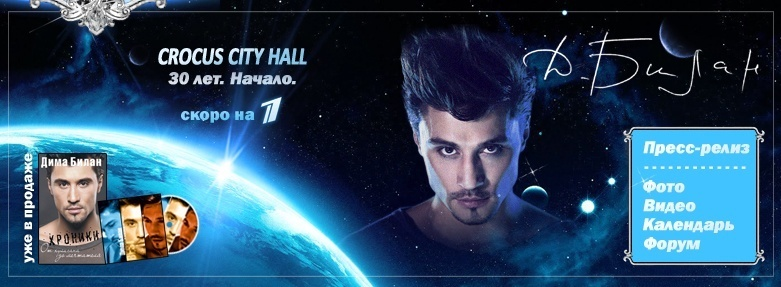 CROCUS CITY HALL
30 лет. Начало.
скоро на 1
Д. Билан
Пресс-релиз
Фото
Видео
Календарь
Форум
уже в продаже
Дима Билан
ХРОНИКИ